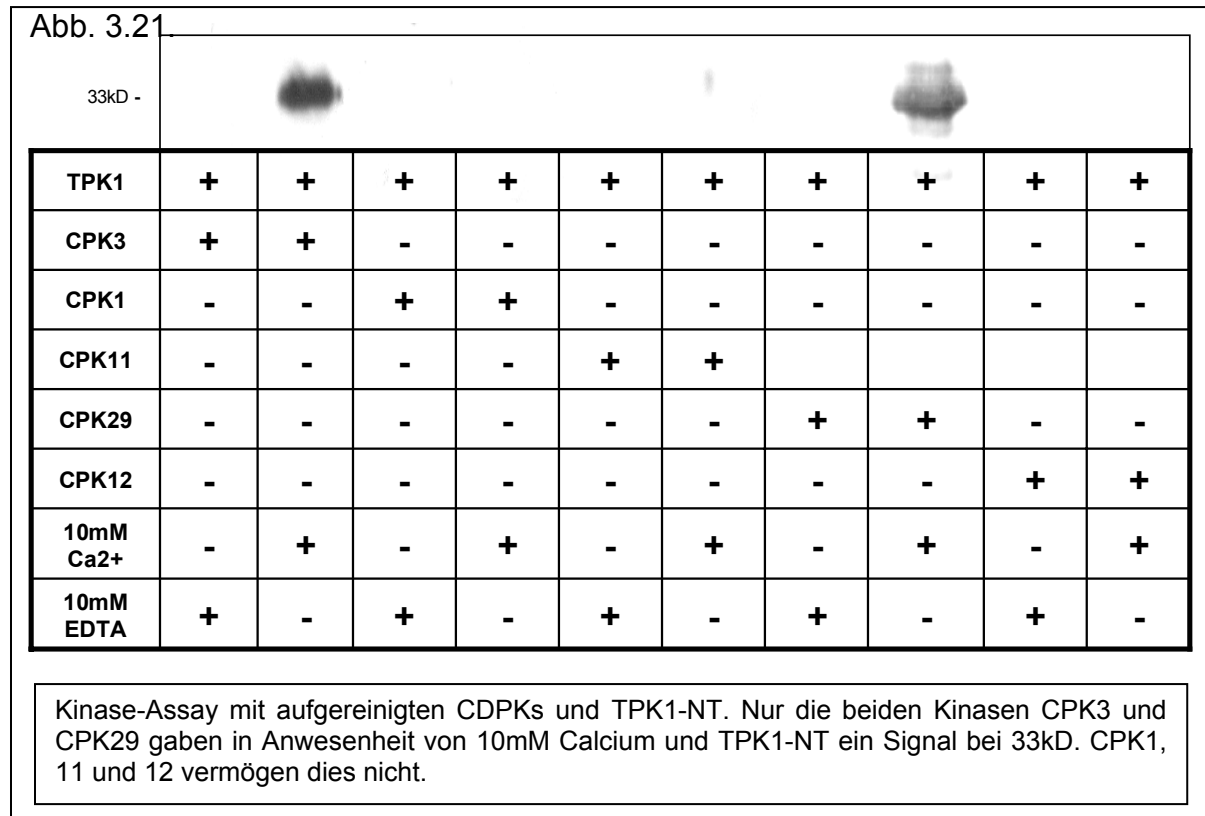 Abb. 3.21.
33kD -
TPK1 + + + + + + + + + +
CPK3 + + - - - - - - - -
CPK1 - - + + - - - - - -
CPK11 - - - - + +
CPK29 - - - - - - + + - -
CPK12 - - - - - - - - + +
10mM
Ca2+ - + - + - + - + - +
10mM
EDTA + - + - + - + - + -
Kinase-Assay mit aufgereinigten CDPKs und TPK1-NT. Nur die beiden Kinasen CPK3 und
CPK29 gaben in Anwesenheit von 10mM Calcium und TPK1-NT ein Signal bei 33kD. CPK1,
11 und 12 vermögen dies nicht.